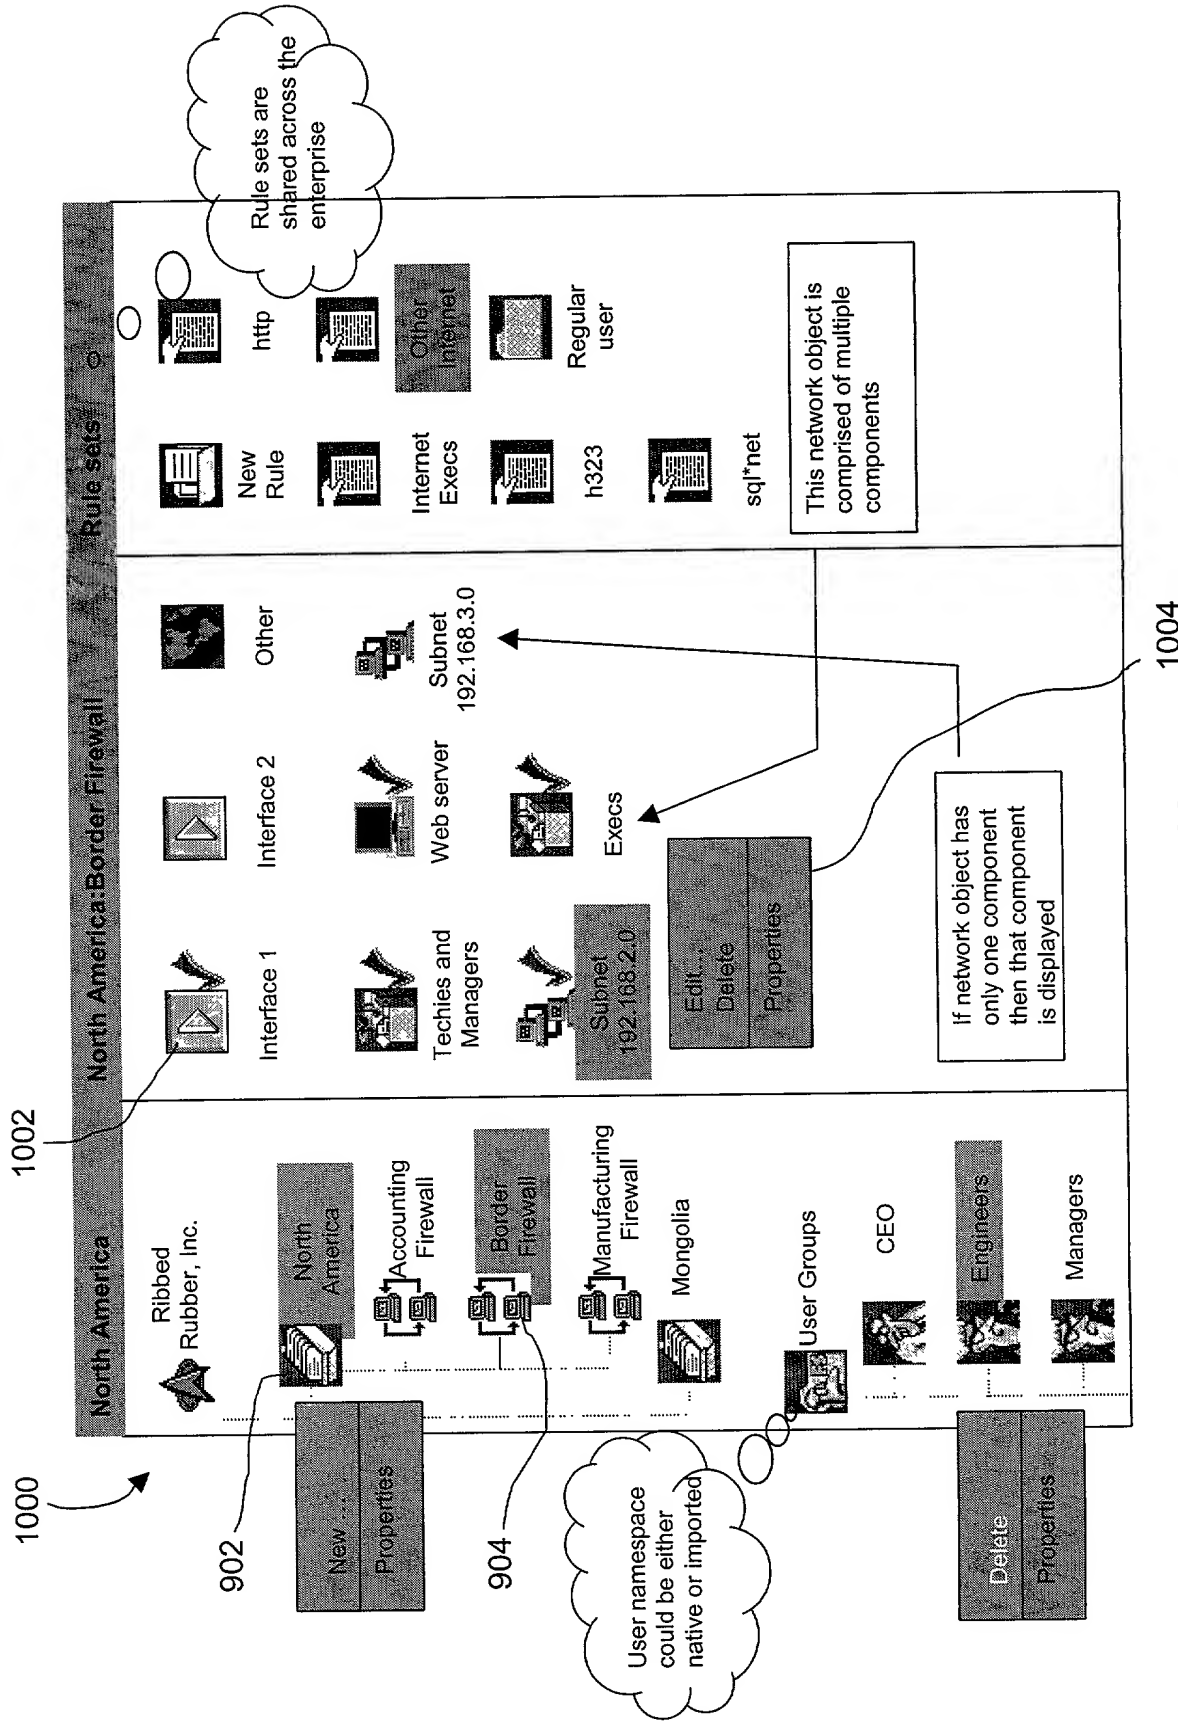 1000
1002
North America
North America:Border Firewall
Rule sets
Ribbed
Rubber, Inc.
902
North
America
New ....
Properties
Accounting
Firewall
904
Border
Firewall
Manufacturing
Firewall
Mongolia
User namespace
could be either
native or imported
User Groups
CEO
Engineers
Delete
Properties
Managers
Interface 1
Interface 2
Other
Techies and
Managers
Web server
Subnet
192.168.3.0
Subnet
192.168.2.0
Execs
Edit...
Delete
Properties
If network object has
only one component
then that component
is displayed
1004
New
Rule
http
Internet
Execs
Other
Internet
h323
Regular
user
sql*net
This network object is
comprised of multiple
components
Rule sets are
shared across the
enterprise